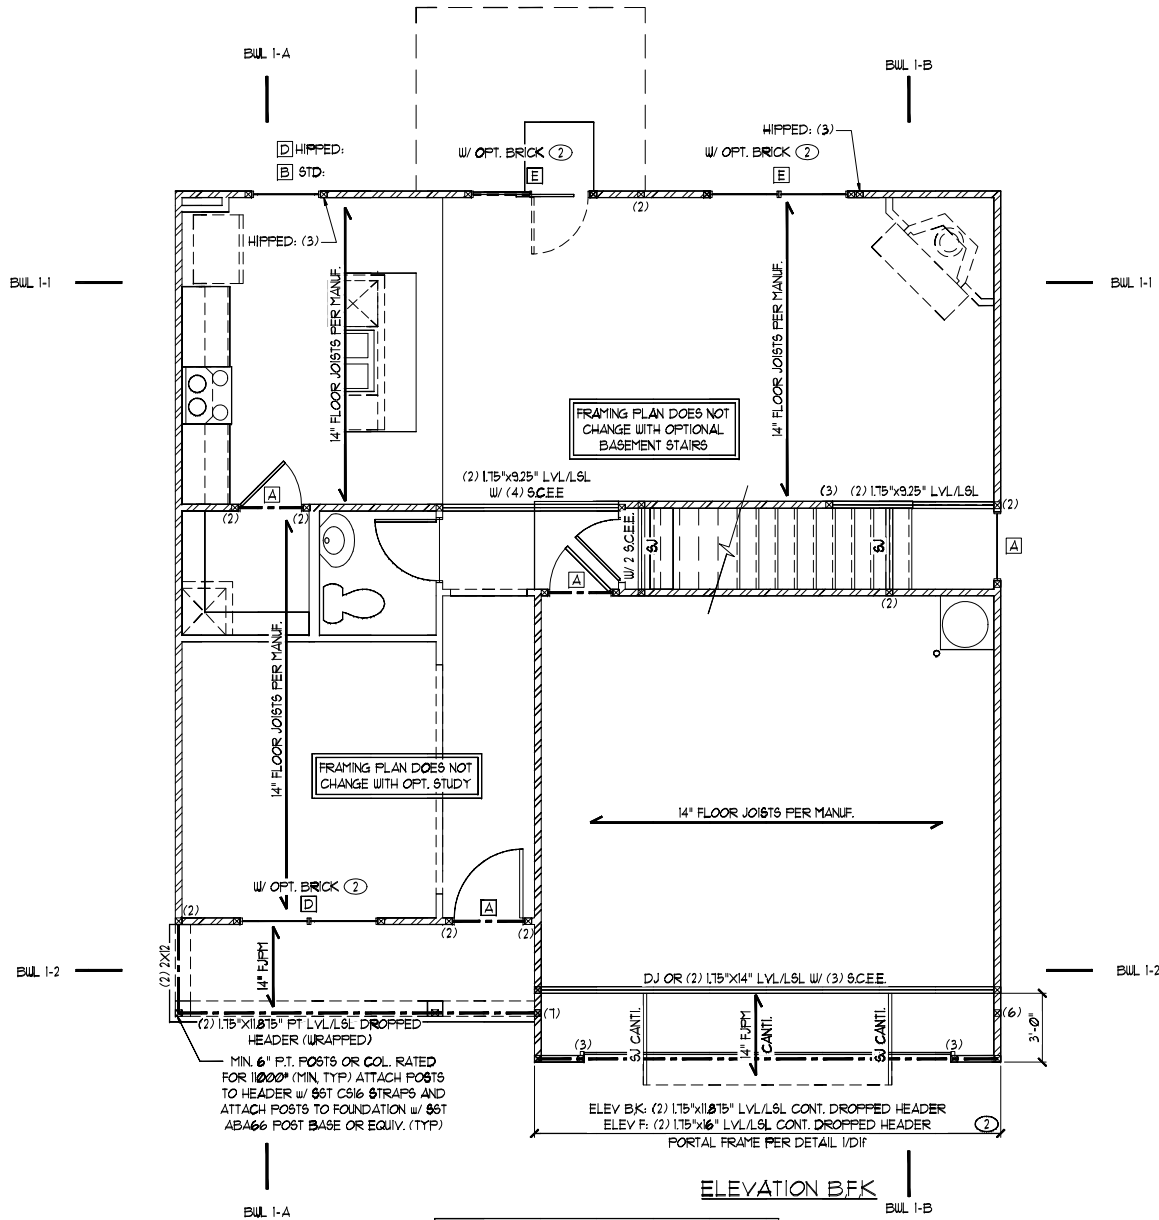 BWL 1-A
BWL 1-B
HIPPED: (3)
D HIPPED:
W/ OPT. BRICK 2
W/ OPT. BRICK 2
B STD:
E
E
(2)
HIPPED: (3)
BWL 1-1
BWL 1-1
14" FLOOR JOISTS PER MANUF.
14" FLOOR JOISTS PER MANUF.
FRAMING PLAN DOES NOT
CHANGE WITH OPTIONAL
BASEMENT STAIRS
(2) 1.75"x9.25" LVL/LSL
W/ (4) S.C.E.E
(3) (2) 1.75"x9.25" LVL/LSL
A
(2)
(2)
(2)
W/ 2 S.C.E.E.
SJ
SJ
A
A
(2)
14" FLOOR JOISTS PER MANUF.
FRAMING PLAN DOES NOT
CHANGE WITH OPT. STUDY
14" FLOOR JOISTS PER MANUF.
W/ OPT. BRICK 2
D
A
(2)
(2)
(2)
BWL 1-2
BWL 1-2
(2) 2X12
14" FJPM
DJ OR (2) 1.75"x14" LVL/LSL W/ (3) S.C.E.E.
(7)
(6)
3'-0"
(2) 1.75"x11.875" PT LVL/LSL DROPPED
HEADER (WRAPPED)
SJ CANTI.
14" FJPM
CANTI.
SJ CANTI.
(3)
(3)
MIN. 6" P.T. POSTS OR COL. RATED
FOR 11000# (MIN, TYP) ATTACH POSTS
TO HEADER w/ SST CS16 STRAPS AND
ATTACH POSTS TO FOUNDATION w/ SST
ABA66 POST BASE OR EQUIV. (TYP)
ELEV B,K: (2) 1.75"x11.875" LVL/LSL CONT. DROPPED HEADER
ELEV F: (2) 1.75"x16" LVL/LSL CONT. DROPPED HEADER
2
PORTAL FRAME PER DETAIL 1/D1f
ELEVATION B,F,K
BWL 1-A
BWL 1-B